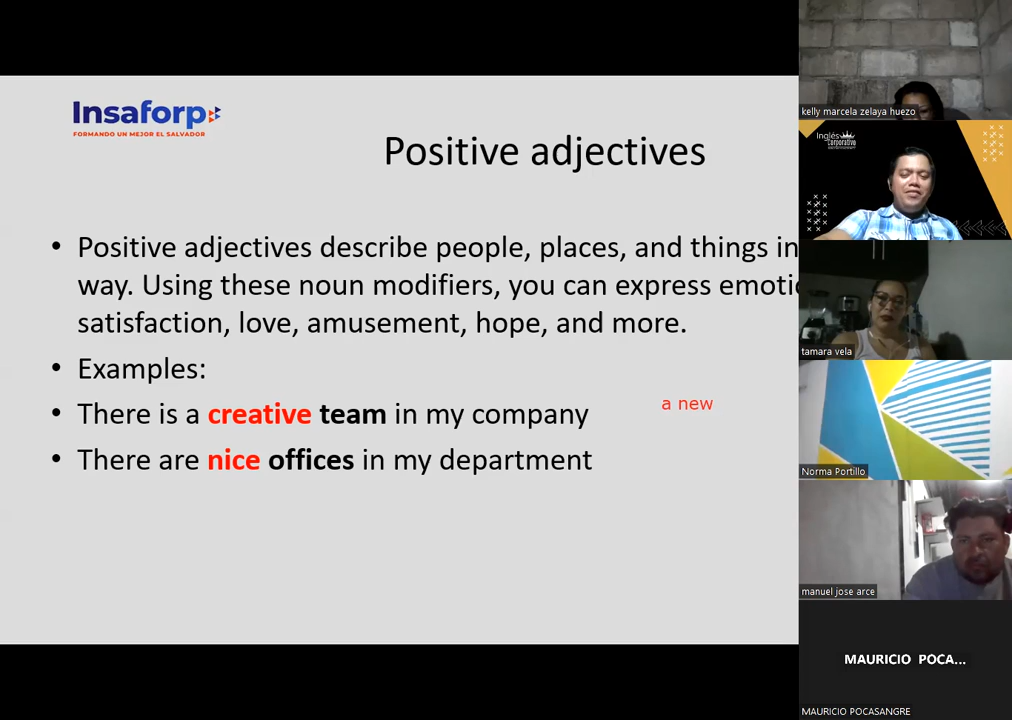 Insaforp
FORMANDO UN MEJOR EL SALVADOR
Positive adjectives
• Positive adjectives describe people, places, and things in
way. Using these noun modifiers, you can express emotio
satisfaction, love, amusement, hope, and more.
• Examples:
• There is a creative team in my company
a new
• There are nice offices in my department
kelly marcela zelaya huezo
Inglés
Corporativo
tamara vela
Norma Portillo
manuel jose arce
MAURICIO POCA...
MAURICIO POCASANGRE